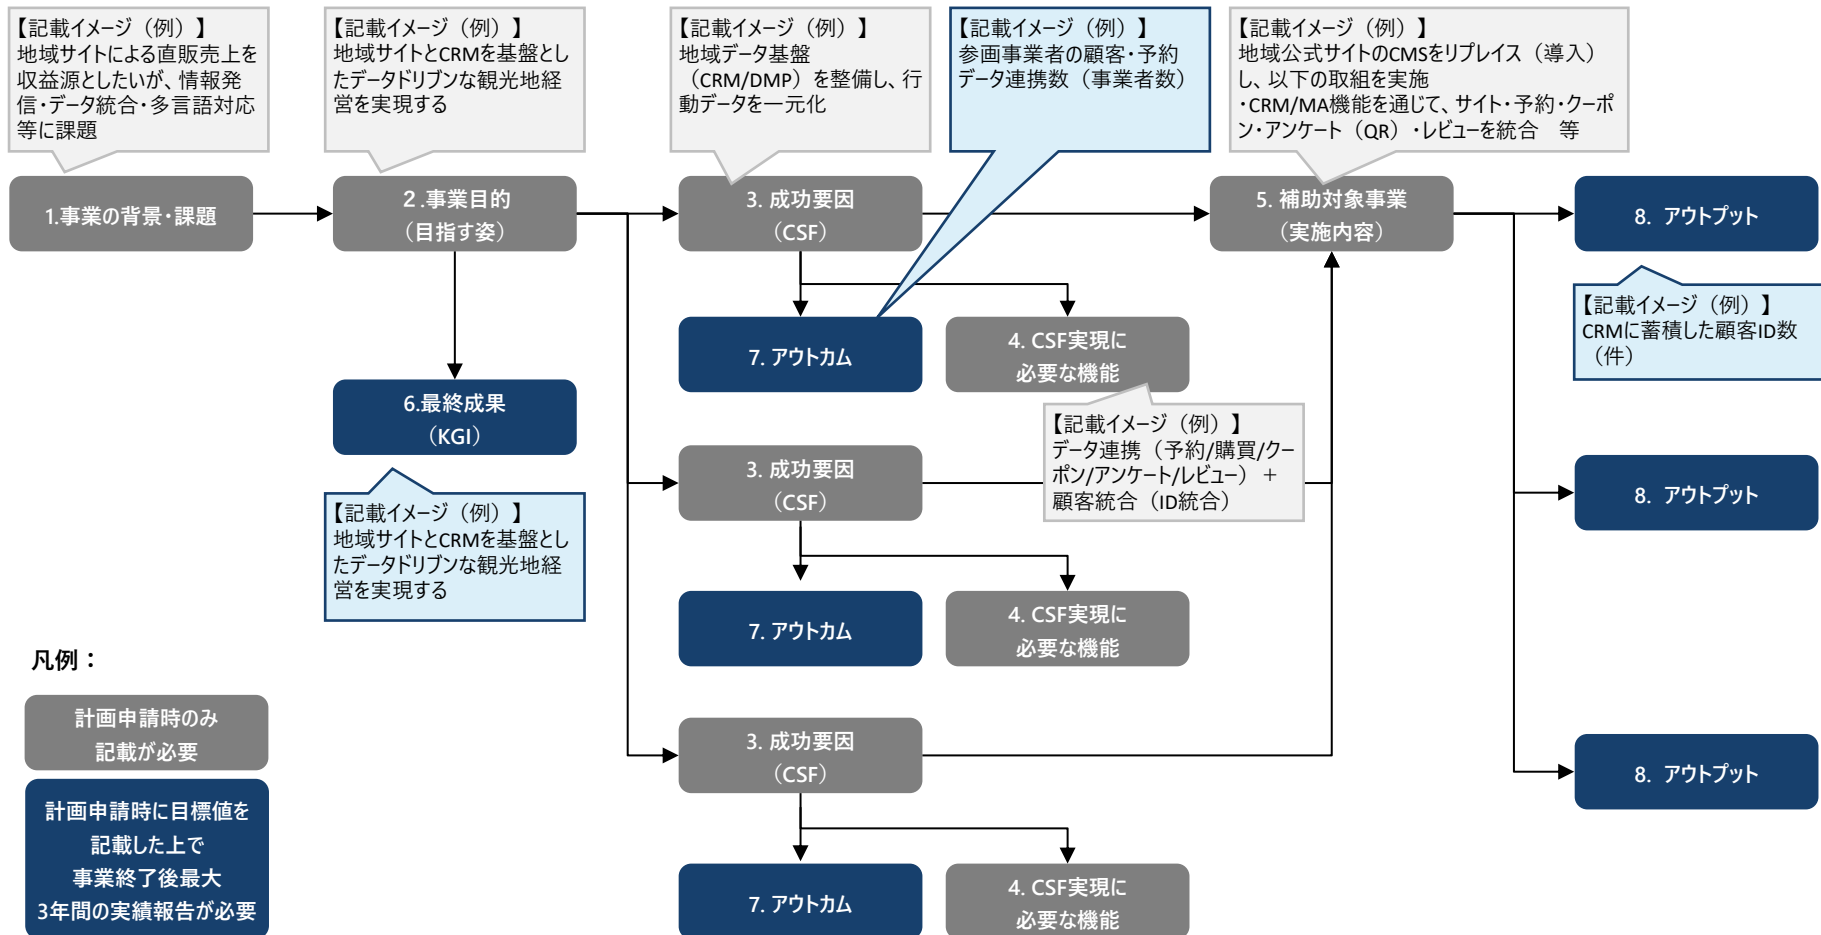 【記載イメージ（例）】
地域サイトによる直販売上を
収益源としたいが、情報発
信・データ統合・多言語対応
等に課題
【記載イメージ（例）】
地域サイトとCRMを基盤とし
たデータドリブンな観光地経
営を実現する
【記載イメージ（例）】
地域データ基盤
（CRM/DMP）を整備し、行
動データを一元化
【記載イメージ（例）】
参画事業者の顧客・予約
データ連携数（事業者数）
【記載イメージ（例）】
地域公式サイトのCMSをリプレイス（導入）
し、以下の取組を実施
・CRM/MA機能を通じて、サイト・予約・クーポ
ン・アンケート（QR）・レビューを統合　等
1.事業の背景・課題
２.事業目的
（目指す姿）
3. 成功要因
（CSF）
5. 補助対象事業
（実施内容）
8. アウトプット
【記載イメージ（例）】
CRMに蓄積した顧客ID数
（件）
7. アウトカム
4. CSF実現に
必要な機能
6.最終成果
（KGI）
【記載イメージ（例）】
データ連携（予約/購買/クー
ポン/アンケート/レビュー）＋
顧客統合（ID統合）
【記載イメージ（例）】
地域サイトとCRMを基盤とし
たデータドリブンな観光地経
営を実現する
3. 成功要因
（CSF）
8. アウトプット
7. アウトカム
4. CSF実現に
必要な機能
凡例：
計画申請時のみ
記載が必要
計画申請時に目標値を
記載した上で
事業終了後最大
3年間の実績報告が必要
3. 成功要因
（CSF）
8. アウトプット
7. アウトカム
4. CSF実現に
必要な機能